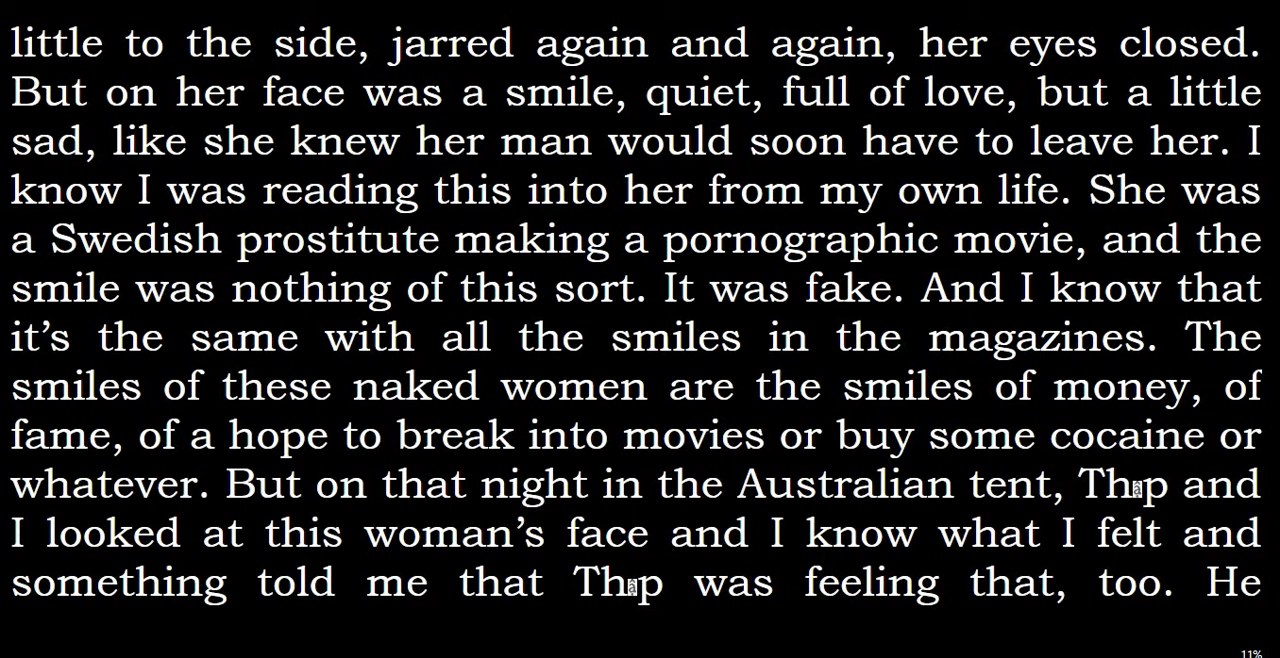 little to the side, jarred again and again, her eyes closed.
But on her face was a smile, quiet, full of love, but a little
sad, like she knew her man would soon have to leave her. I
know I was reading this into her from my own life. She was
a Swedish prostitute making a pornographic movie, and the
smile was nothing of this sort. It was fake. And I know that
it’s the same with all the smiles in the magazines. The
smiles of these naked women are the smiles of money, of
fame, of a hope to break into movies or buy some cocaine or
whatever. But on that night in the Australian tent, Thập and
I looked at this woman’s face and I know what I felt and
something told me that Thập was feeling that, too. He
11%